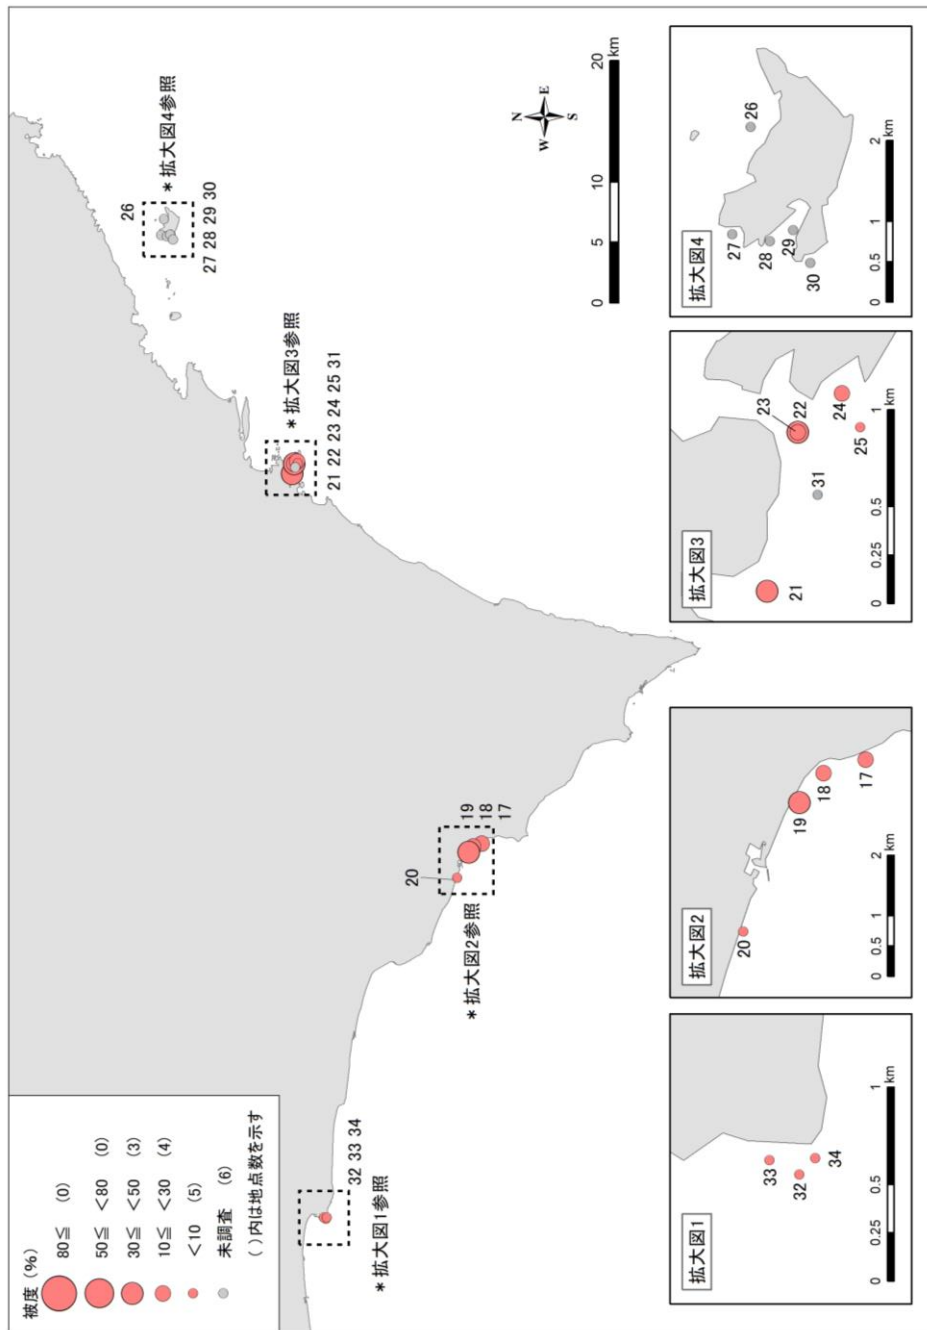 被度(%)
80≦ (0)
50≦ <80 (0)
30≦ <50 (3)
10≦ <30 (4)
<10 (5)
未調査 (6)
( )内は地点数を示す
26
*拡大図4参照
27 28 29 30
*拡大図3参照
21 22 23 24 25 31
20
19
18
17
*拡大図2参照
32 33 34
*拡大図1参照
N
W E
S
0 5 10 20
km
拡大図1
33
32
34
0 0.25 0.5 1
km
拡大図2
20
19
18
17
0 0.5 1 2
km
拡大図3
21
31
23
22
24
25
0 0.25 0.5 1
km
拡大図4
26
27
28
29
30
0 0.5 1 2
km